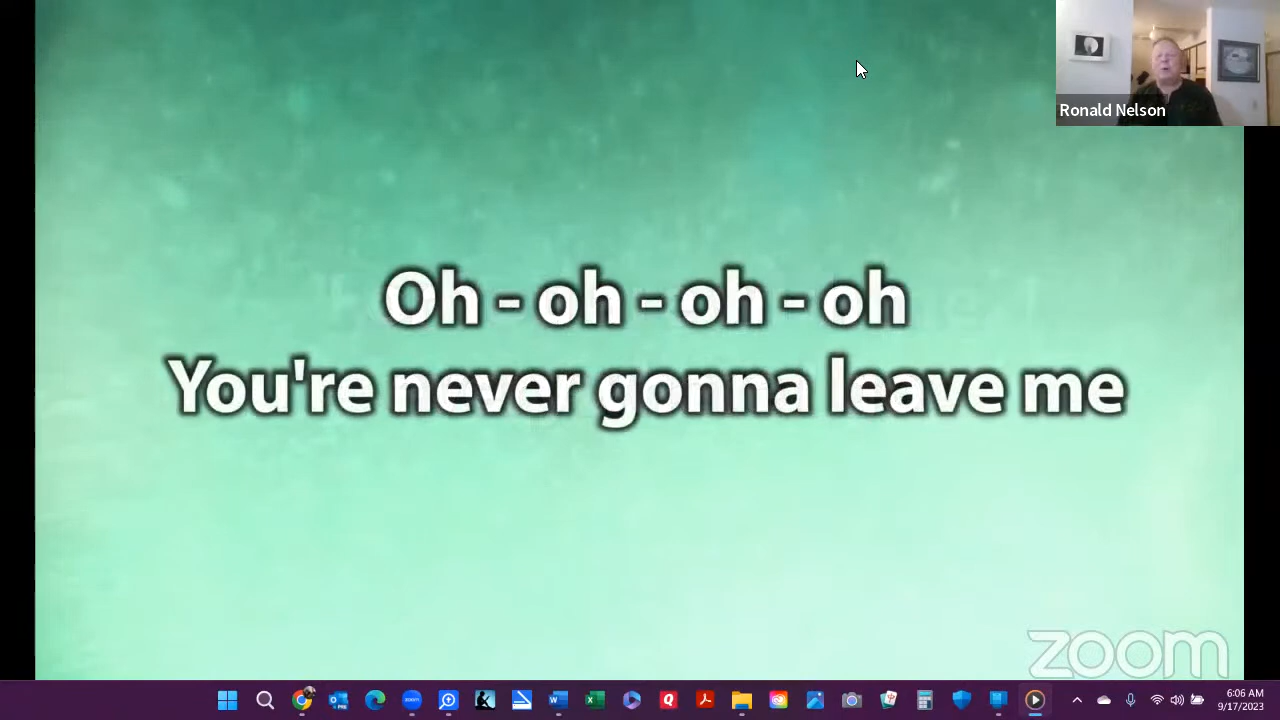 Ronald Nelson
Oh - oh - oh - oh
You're never gonna leave me
zoom
6:06 AM
9/17/2023